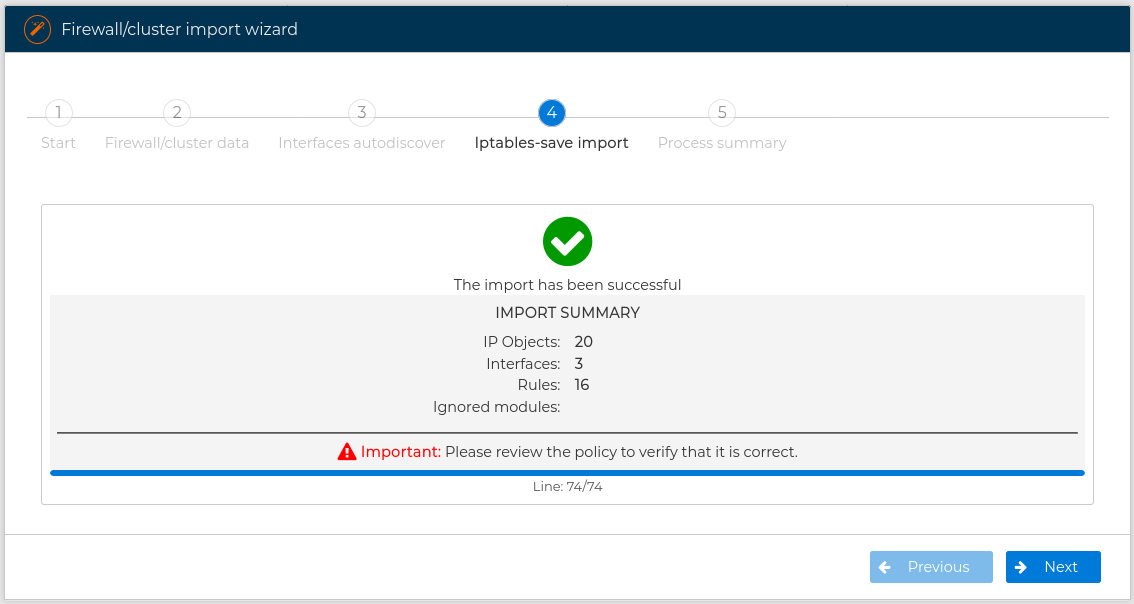 Firewall/cluster import wizard
1 2 3 4 5
Start Firewall/cluster data Interfaces autodiscover Iptables-save import Process summary
The import has been successful
IMPORT SUMMARY
IP Objects: 20
Interfaces: 3
Rules: 16
Ignored modules:
Important: Please review the policy to verify that it is correct.
Line: 74/74
Previous Next